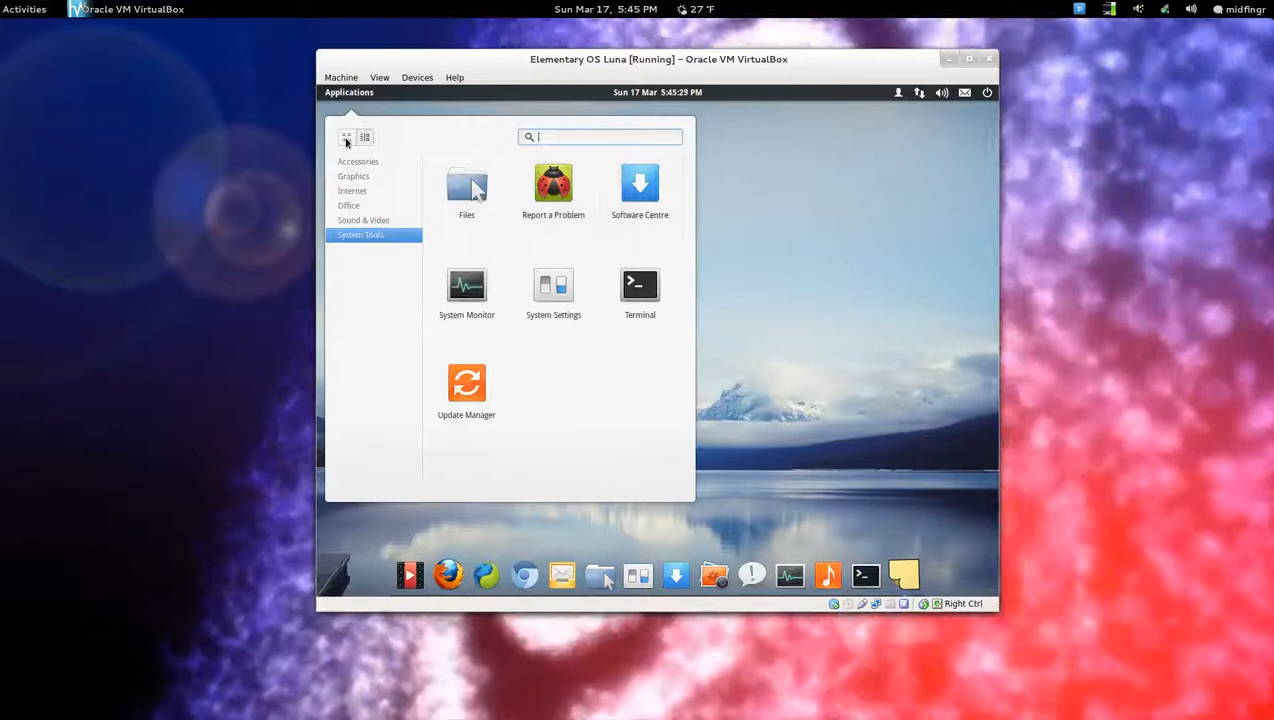 Activities Oracle VM VirtualBox Sun Mar 17, 5:45 PM 27 °F midfingr
Elementary OS Luna [Running] – Oracle VM VirtualBox
Machine View Devices Help
Applications Sun 17 Mar 5:45:29 PM
Accessories
Graphics
Internet
Office
Sound & Video
System Tools
Files Report a Problem Software Centre
System Monitor System Settings Terminal
Update Manager
Right Ctrl